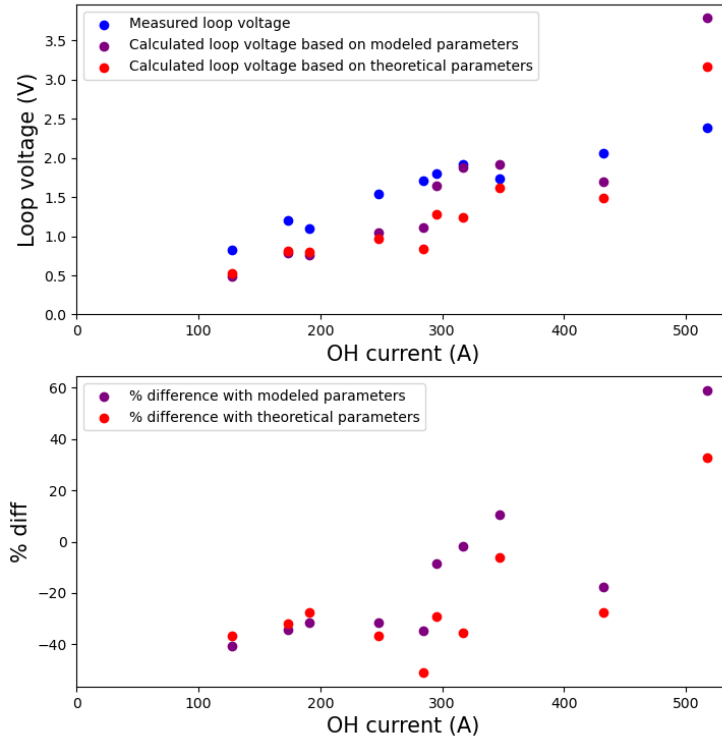 Measured loop voltage
Calculated loop voltage based on modeled parameters
Calculated loop voltage based on theoretical parameters
Loop voltage (V)
3.5
3.0
2.5
2.0
1.5
1.0
0.5
0.0
0
100
200
300
400
500
OH current (A)
% difference with modeled parameters
% difference with theoretical parameters
% diff
60
40
20
0
−20
−40
0
100
200
300
400
500
OH current (A)